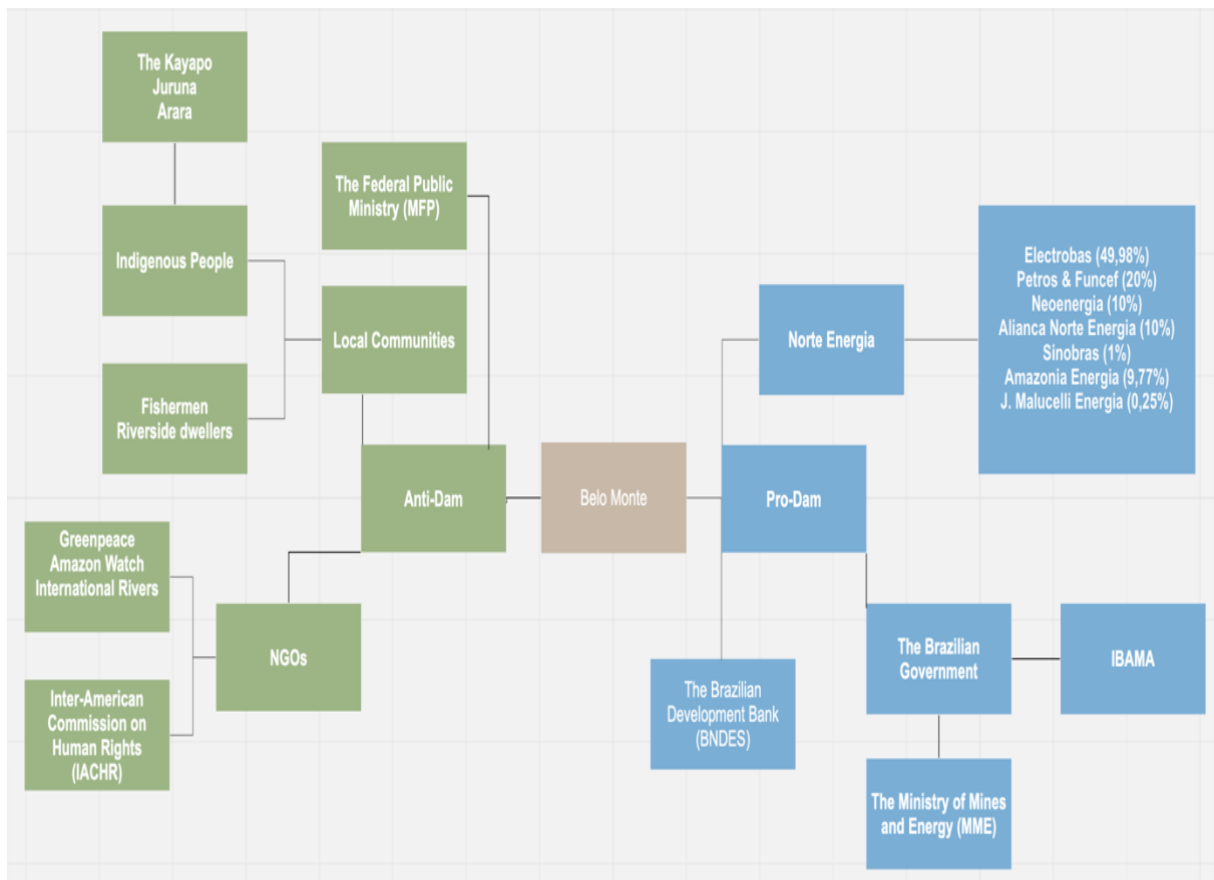 The Kayapo
Juruna
Arara
The Federal Public
Ministry (MFP)
Indigenous People
Local Communities
Fishermen
Riverside dwellers
Anti-Dam
Greenpeace
Amazon Watch
International Rivers
NGOs
Inter-American
Commission on
Human Rights
(IACHR)
Belo Monte
Pro-Dam
Norte Energia
Electrobas (49,98%)
Petros & Funcef (20%)
Neoenergia (10%)
Alianca Norte Energia (10%)
Sinobras (1%)
Amazonia Energia (9,77%)
J. Malucelli Energia (0,25%)
The Brazilian
Development Bank
(BNDES)
The Brazilian
Government
IBAMA
The Ministry of Mines
and Energy (MME)